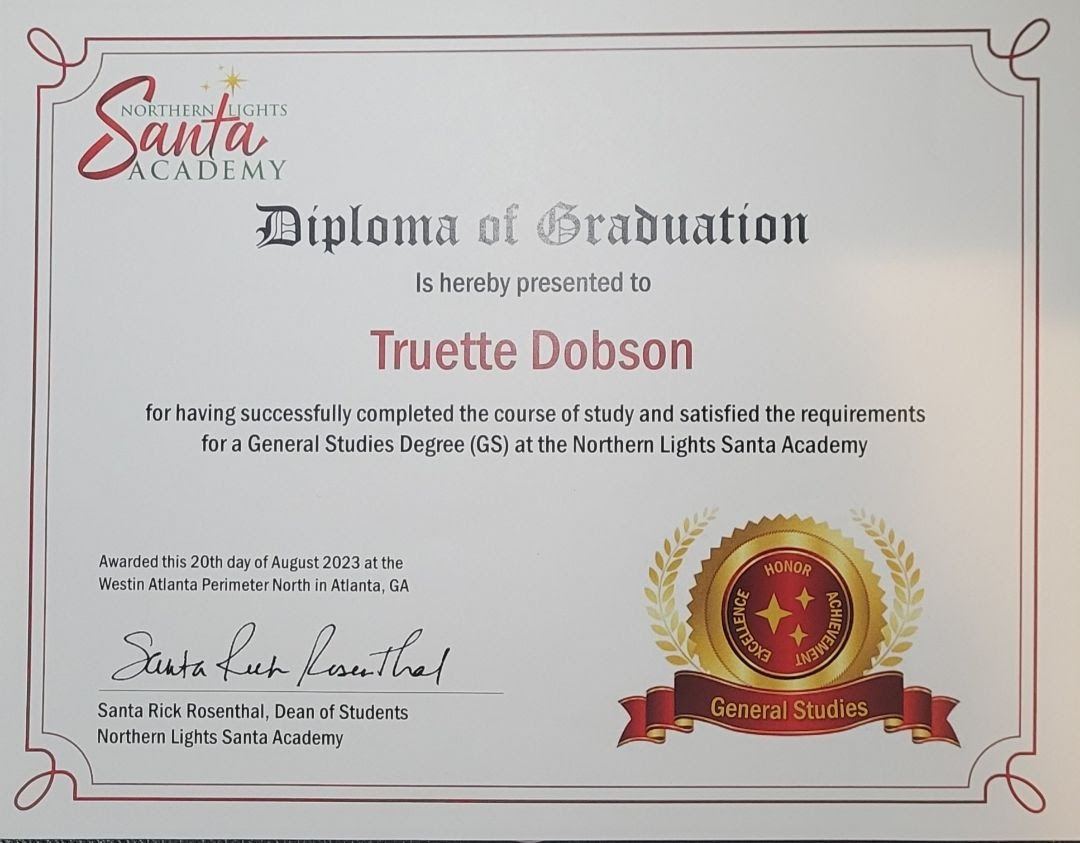 NORTHERN LIGHTS
Santa
ACADEMY
Diploma of Graduation
Is hereby presented to
Truette Dobson
for having successfully completed the course of study and satisfied the requirements
for a General Studies Degree (GS) at the Northern Lights Santa Academy
Awarded this 20th day of August 2023 at the
Westin Atlanta Perimeter North in Atlanta, GA
Santa Rick Rosenthal
Santa Rick Rosenthal, Dean of Students
Northern Lights Santa Academy
HONOR
EXCELLENCE
ACHIEVEMENT
General Studies